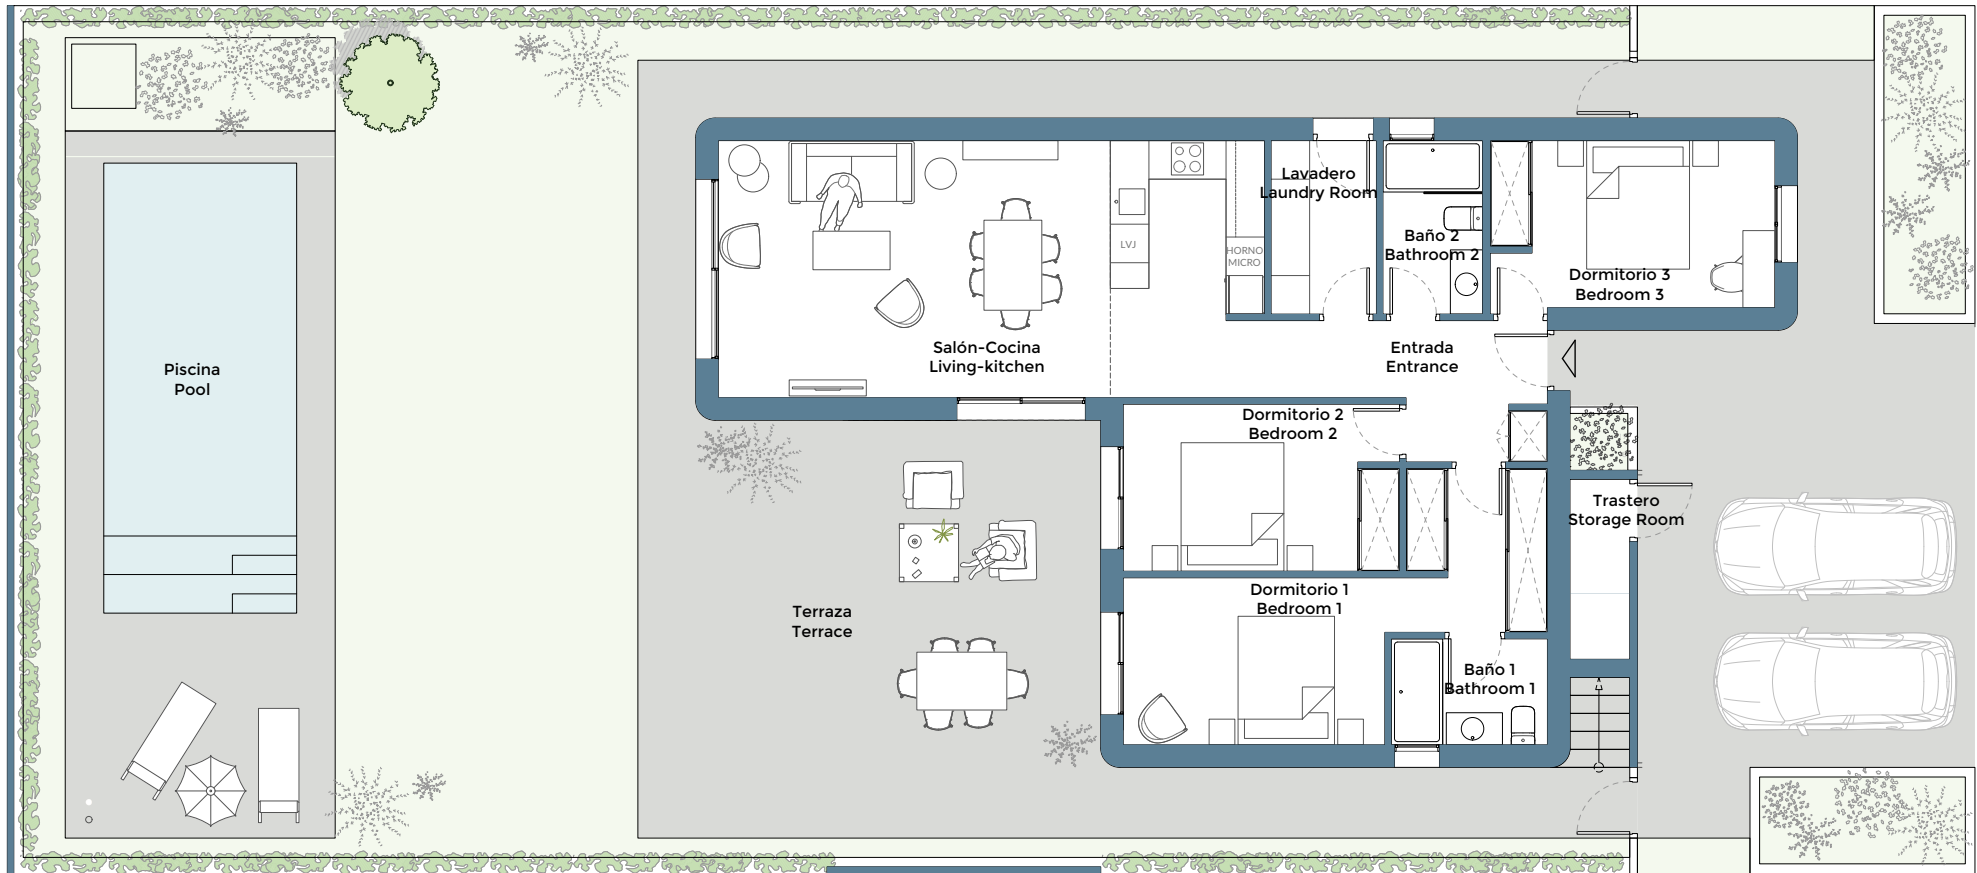 Lavadero
Laundry Room
Baño 2
Bathroom 2
LVJ
HORNO
MICRO
Dormitorio 3
Bedroom 3
Salón-Cocina
Living-kitchen
Entrada
Entrance
Piscina
Pool
Dormitorio 2
Bedroom 2
Trastero
Storage Room
Dormitorio 1
Bedroom 1
Terraza
Terrace
Baño 1
Bathroom 1